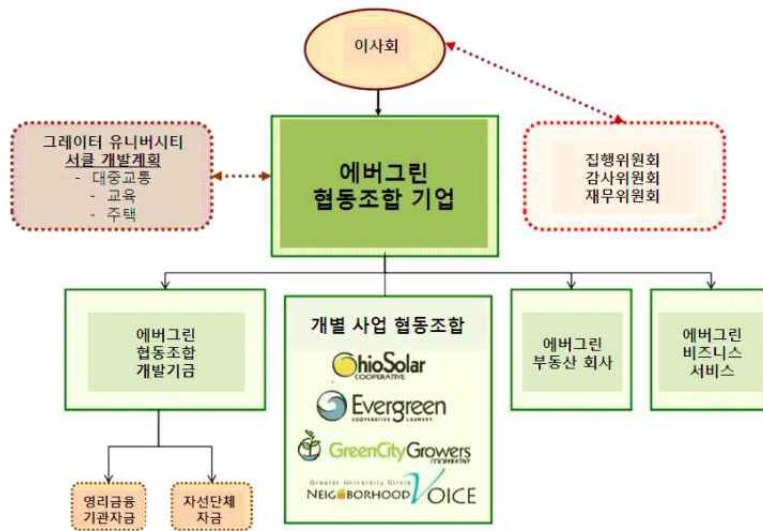 이사회
그레이터 유니버시티
서클 개발계획
- 대중교통
- 교육
- 주택
에버그린
협동조합 기업
집행위원회
감사위원회
재무위원회
에버그린
협동조합
개발기금
개별 사업 협동조합
OhioSolar
COOPERATIVE
Evergreen
COOPERATIVE LAUNDRY
GreenCityGrowers
COOPERATIVE
Greater University Circle
NEIGHBORHOOD VOICE
에버그린
부동산 회사
에버그린
비즈니스
서비스
영리금융
기관자금
자선단체
자금